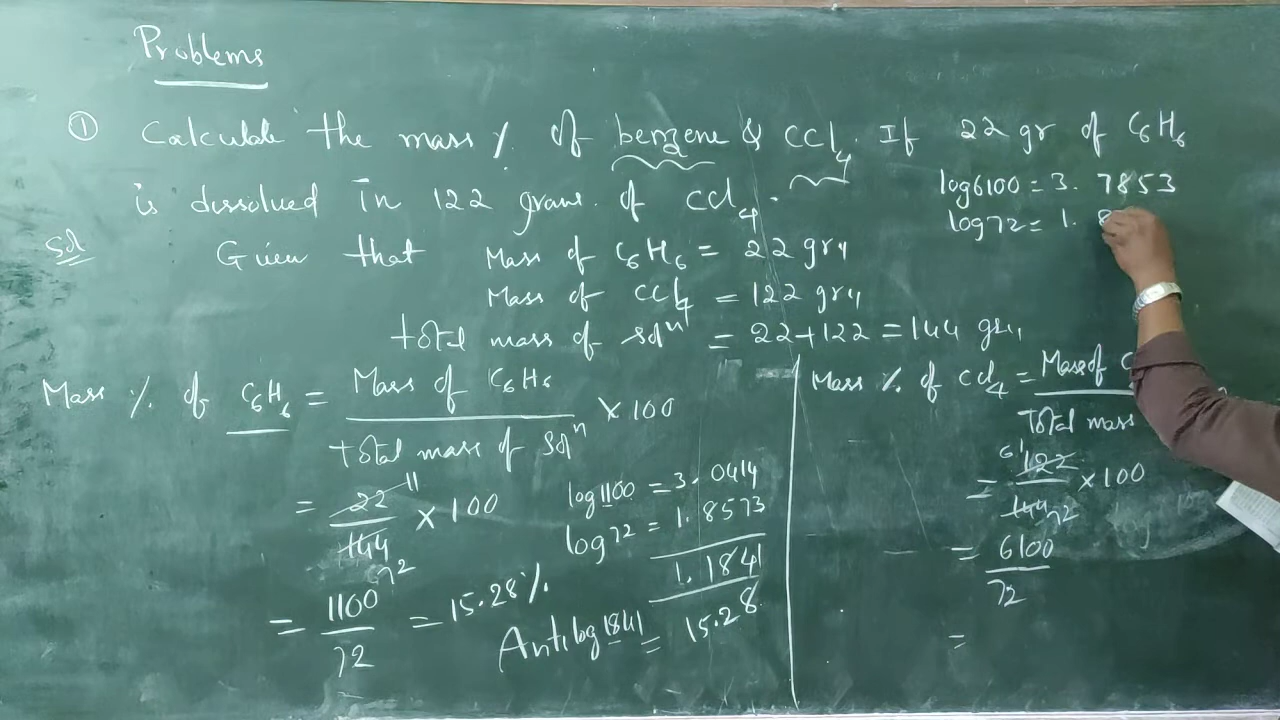 Problems
① Calculate the mass % of benzene & CCl4. If 22 gr of C6H6
is dissolved in 122 grams of CCl4.
log6100 = 3.7853
log72 = 1.8
Sol Given that Mass of C6H6 = 22 gr,,
Mass of CCl4 = 122 gr,,
total mass of solⁿ = 22+122 = 144 gr,,
Mass % of C6H6 = Mass of C6H6 / total mass of Solⁿ × 100
= 22 11 / 144 72 × 100
= 1100 / 72 = 15.28%
log1100 = 3.0414
log72 = 1.8573
1.1841
Antilog 1841 = 15.28
Mass % of CCl4 = Mass of C
Total mass
= 61 122 / 144 72 × 100
= 6100 / 72
=